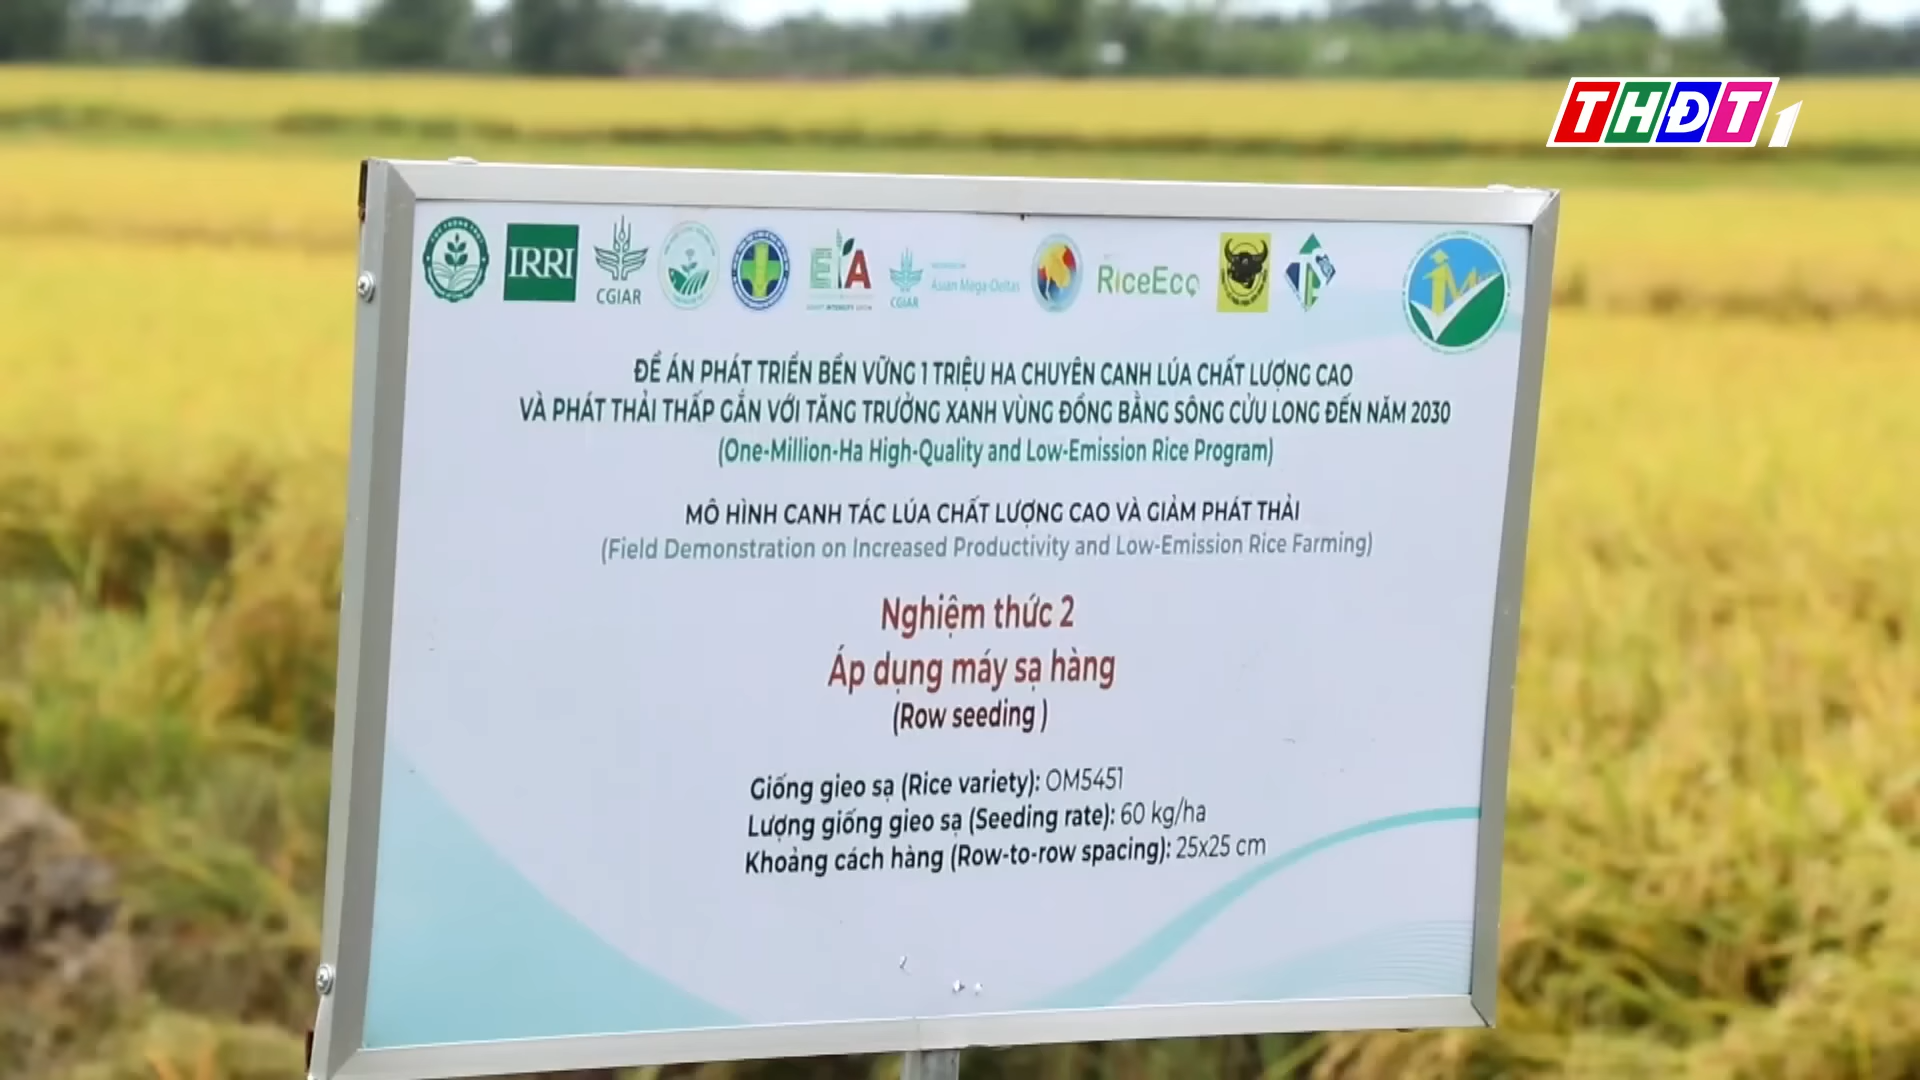 THĐT1
IRRI
CGIAR
EiA
CGIAR
Asian Mega-Deltas
RiceEco
1M
ĐỀ ÁN PHÁT TRIỂN BỀN VỮNG 1 TRIỆU HA CHUYÊN CANH LÚA CHẤT LƯỢNG CAO
VÀ PHÁT THẢI THẤP GẮN VỚI TĂNG TRƯỞNG XANH VÙNG ĐỒNG BẰNG SÔNG CỬU LONG ĐẾN NĂM 2030
(One-Million-Ha High-Quality and Low-Emission Rice Program)
MÔ HÌNH CANH TÁC LÚA CHẤT LƯỢNG CAO VÀ GIẢM PHÁT THẢI
(Field Demonstration on Increased Productivity and Low-Emission Rice Farming)
Nghiệm thức 2
Áp dụng máy sạ hàng
(Row seeding )
Giống gieo sạ (Rice variety): OM5451
Lượng giống gieo sạ (Seeding rate): 60 kg/ha
Khoảng cách hàng (Row-to-row spacing): 25x25 cm